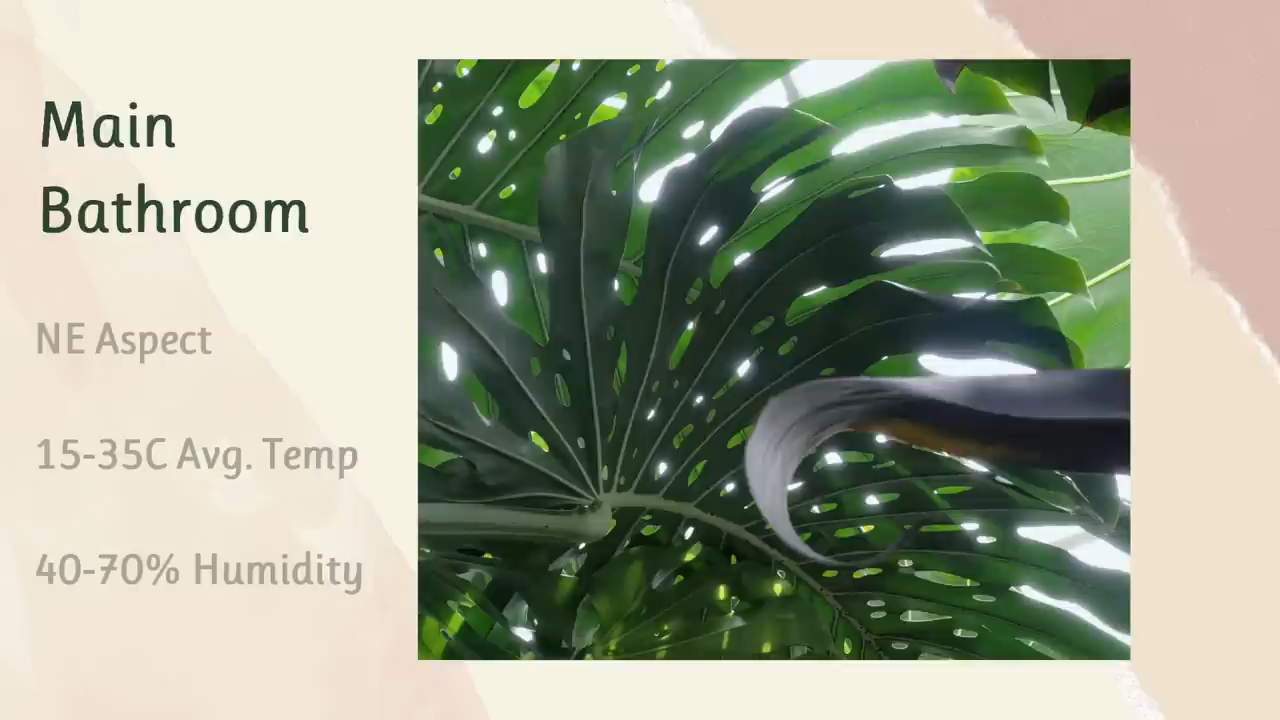 Main
Bathroom
NE Aspect
15-35C Avg. Temp
40-70% Humidity